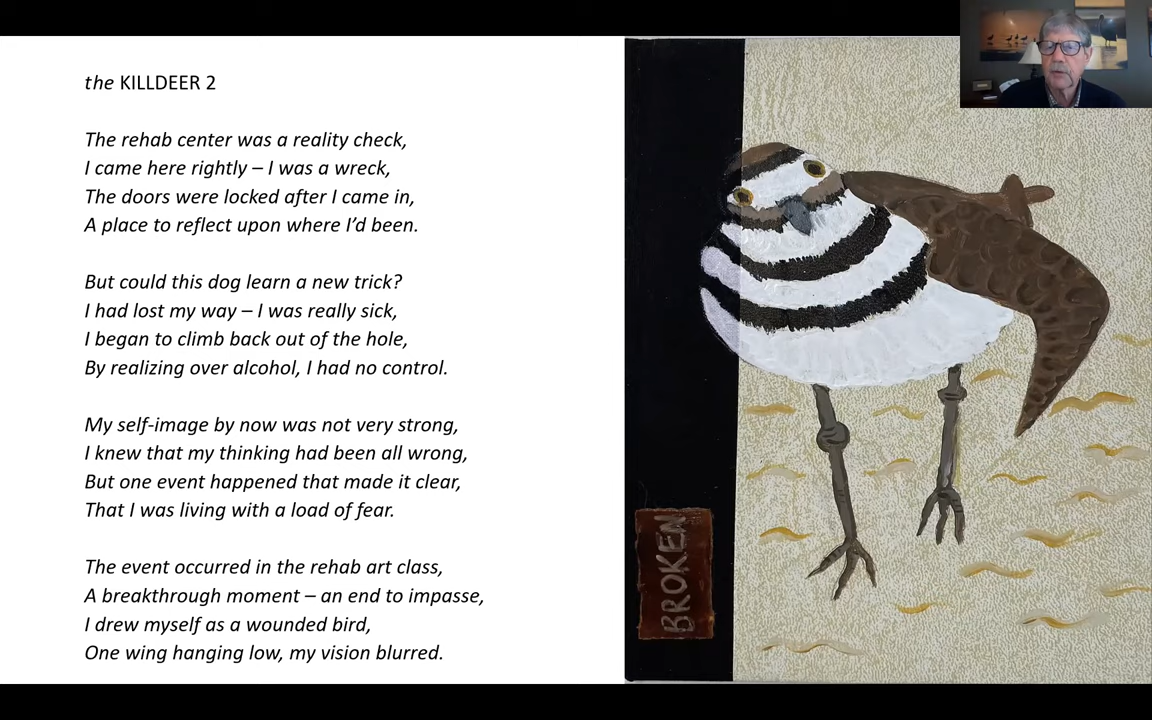 the KILLDEER 2
The rehab center was a reality check,
I came here rightly – I was a wreck,
The doors were locked after I came in,
A place to reflect upon where I’d been.
But could this dog learn a new trick?
I had lost my way – I was really sick,
I began to climb back out of the hole,
By realizing over alcohol, I had no control.
My self-image by now was not very strong,
I knew that my thinking had been all wrong,
But one event happened that made it clear,
That I was living with a load of fear.
The event occurred in the rehab art class,
A breakthrough moment – an end to impasse,
I drew myself as a wounded bird,
One wing hanging low, my vision blurred.
BROKEN